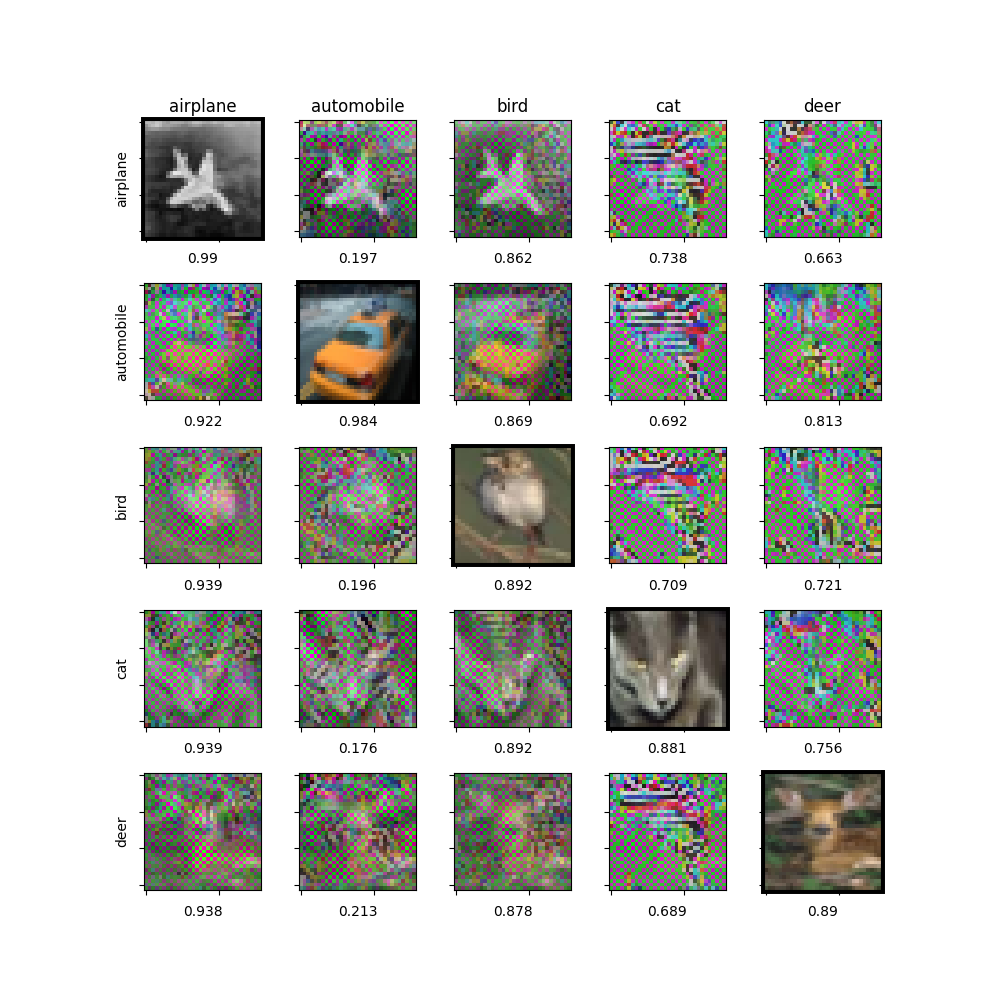 airplane automobile bird cat deer
airplane
0.99 0.197 0.862 0.738 0.663
automobile
0.922 0.984 0.869 0.692 0.813
bird
0.939 0.196 0.892 0.709 0.721
cat
0.939 0.176 0.892 0.881 0.756
deer
0.938 0.213 0.878 0.689 0.89